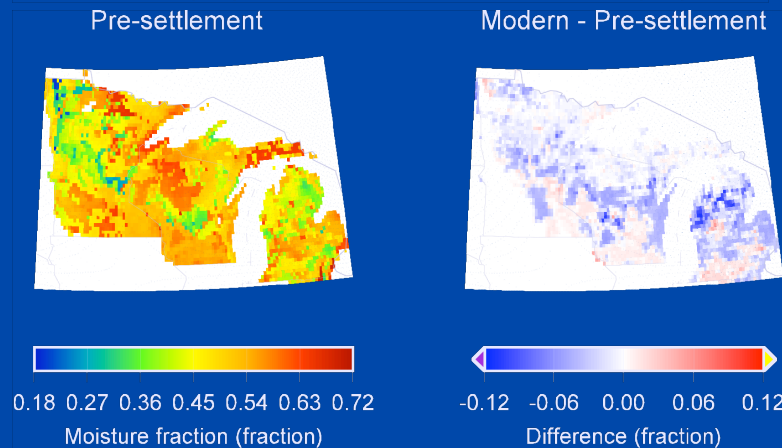 Pre-settlement
Modern - Pre-settlement
0.18 0.27 0.36 0.45 0.54 0.63 0.72
Moisture fraction (fraction)
-0.12 -0.06 0.00 0.06 0.12
Difference (fraction)